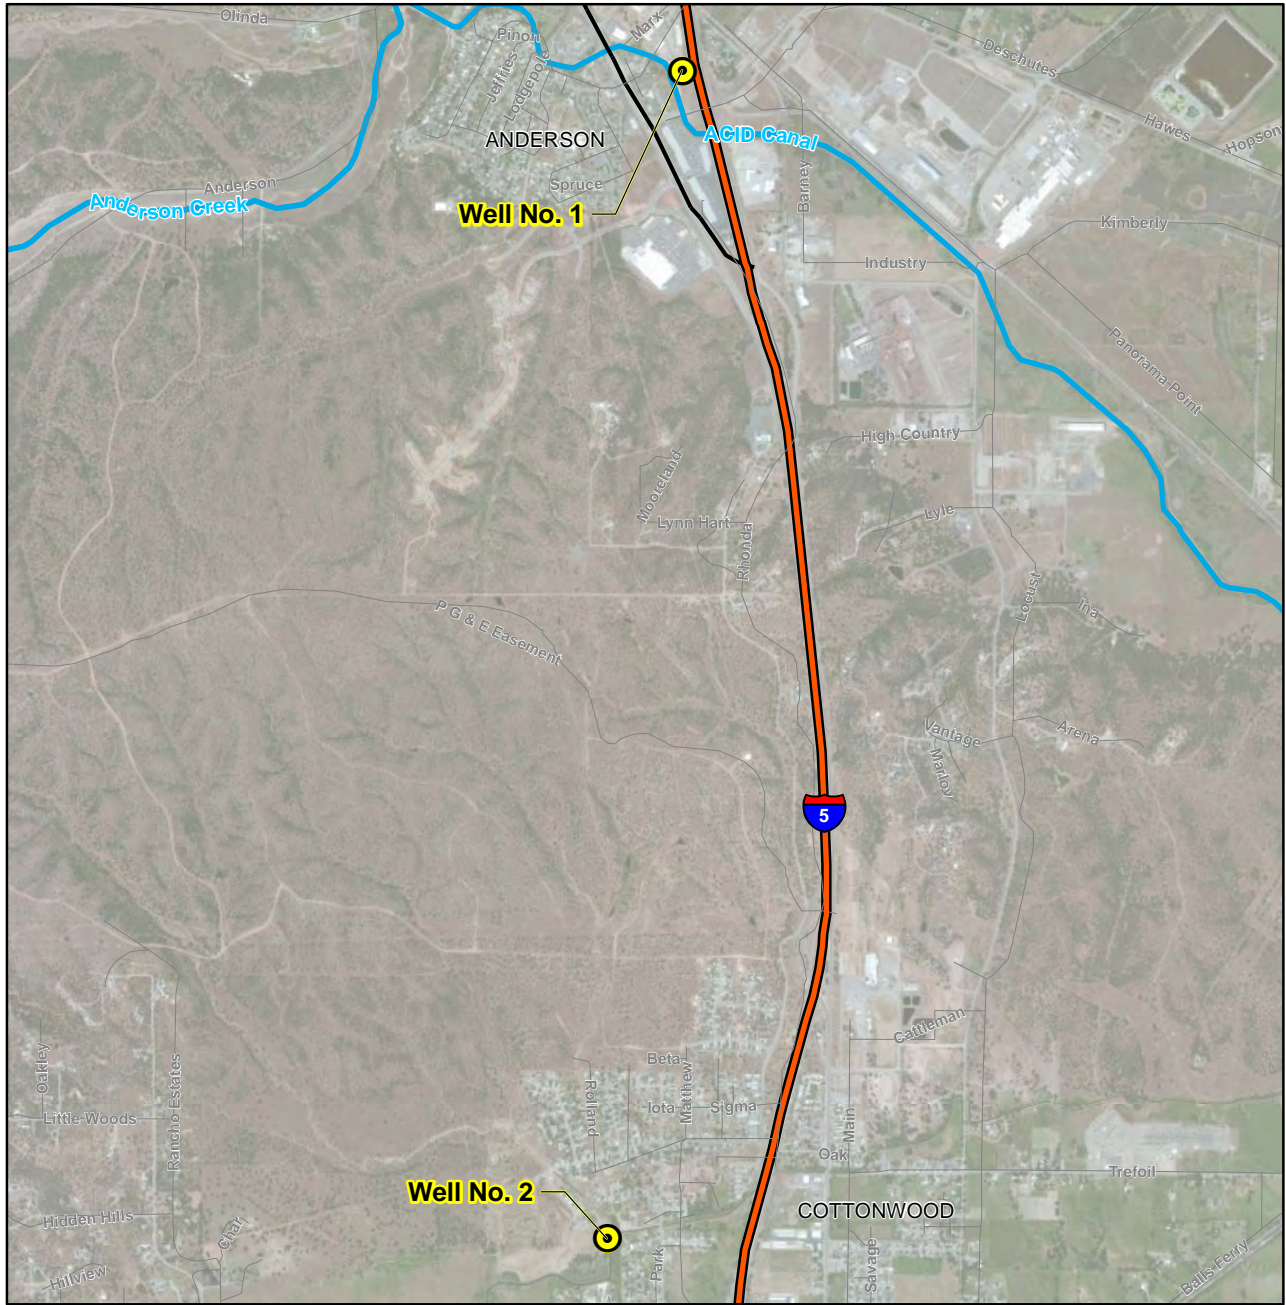 Olinda
Pinon
Marx
Jeffries
Lodgepole
Deschutes
Hawes
Hopson
ANDERSON
ACID Canal
Anderson
Spruce
Barney
Anderson Creek
Well No. 1
Kimberly
Industry
Panorama Point
High Country
Mooreland
Lynn Hart
Lyle
Rhonda
Locust
Ina
P G & E Easement
Vantage
Arena
Marloy
5
Cattleman
Oakley
Beta
Rolland
Matthew
Iota
Sigma
Main
Little Woods
Rancho Estates
Oak
Trefoil
Well No. 2
COTTONWOOD
Hidden Hills
Char
Park
Savage
Balls Ferry
Hillview